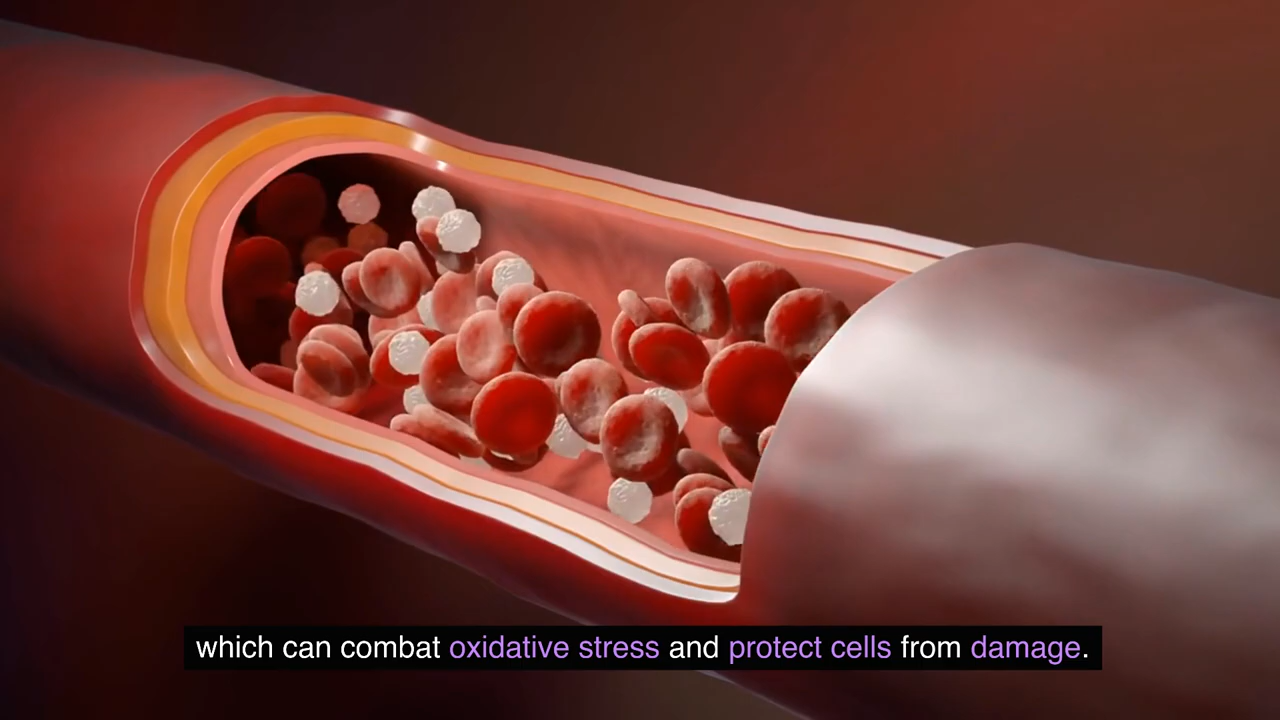 which can combat oxidative stress and protect cells from damage.